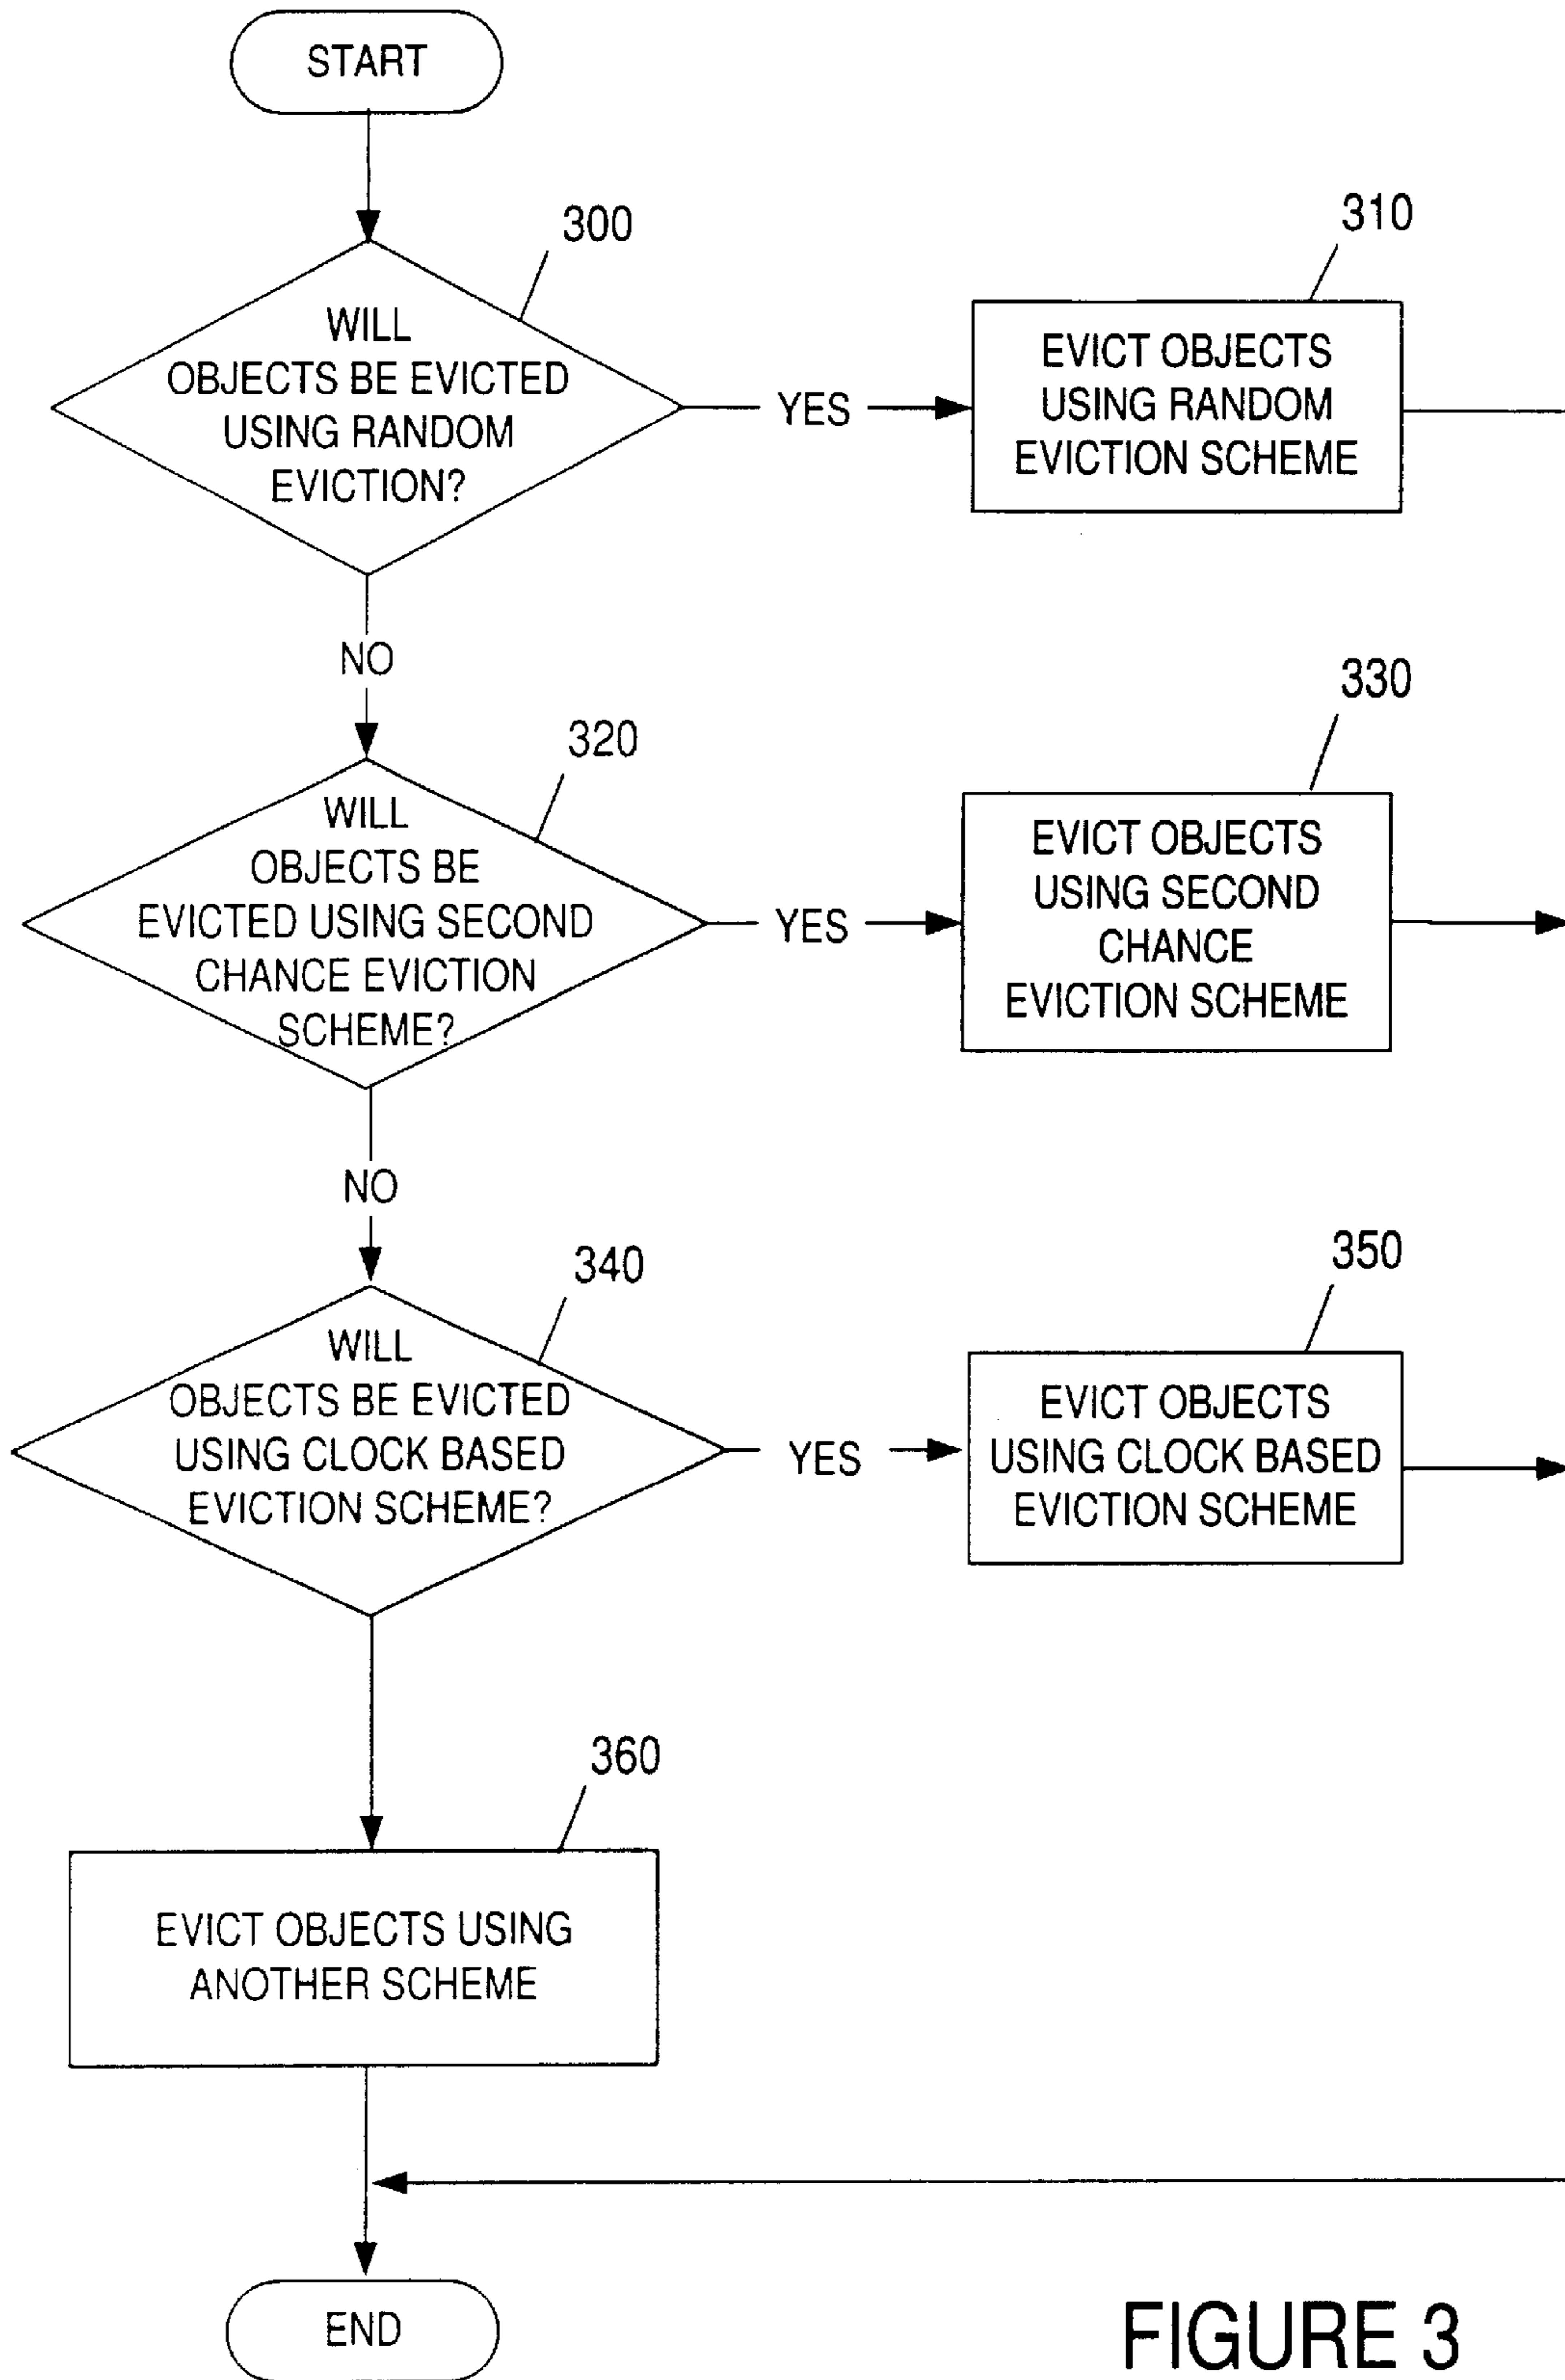 START
300
WILL
OBJECTS BE EVICTED
USING RANDOM
EVICTION?
YES
310
EVICT OBJECTS
USING RANDOM
EVICTION SCHEME
NO
320
WILL
OBJECTS BE
EVICTED USING SECOND
CHANCE EVICTION
SCHEME?
YES
330
EVICT OBJECTS
USING SECOND
CHANCE
EVICTION SCHEME
NO
340
WILL
OBJECTS BE EVICTED
USING CLOCK BASED
EVICTION SCHEME?
YES
350
EVICT OBJECTS
USING CLOCK BASED
EVICTION SCHEME
360
EVICT OBJECTS USING
ANOTHER SCHEME
END
FIGURE 3